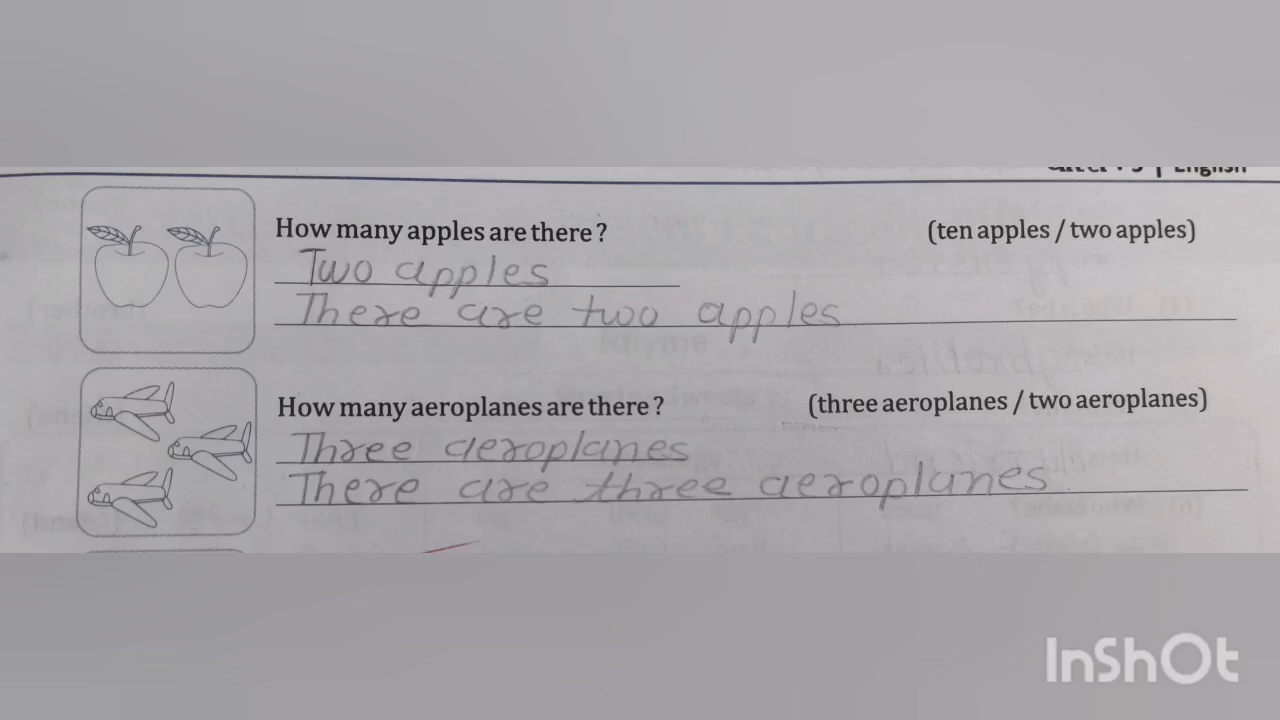 English
How many apples are there? (ten apples / two apples)
Two apples
There are two apples
How many aeroplanes are there? (three aeroplanes / two aeroplanes)
Three aeroplanes
There are three aeroplanes
InShOt